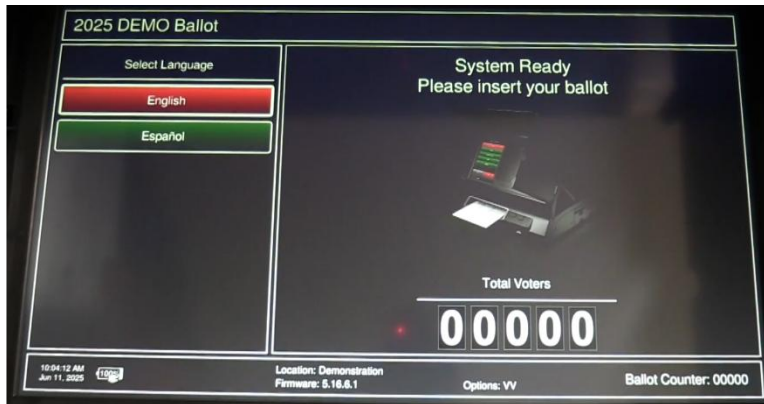 2025 DEMO Ballot
Select Language
English
Español
System Ready
Please insert your ballot
Total Voters
00000
10:04:12 AM
Jun 11, 2025
100%
Location: Demonstration
Firmware: 5.16.6.1
Options: VV
Ballot Counter: 00000